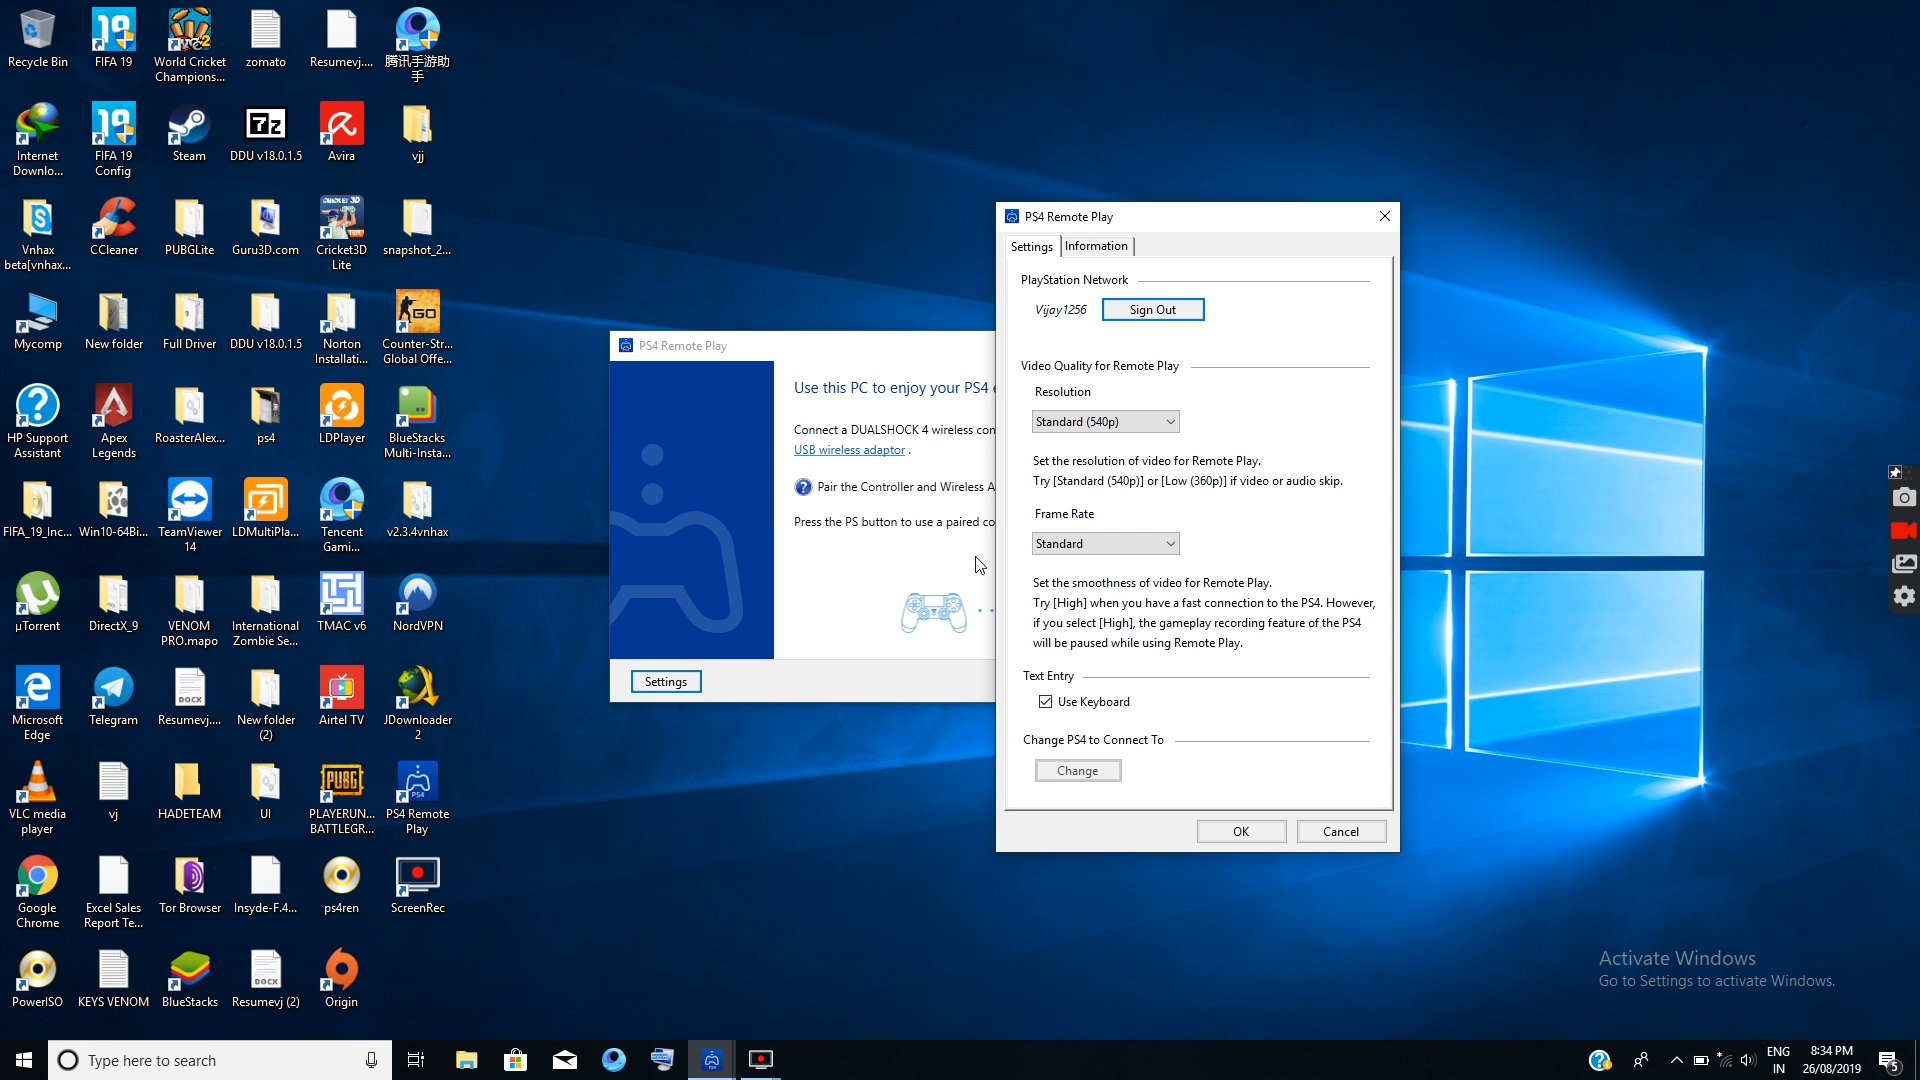 Recycle Bin
FIFA 19
World Cricket
Champions...
zomato
Resumevj....
腾讯手游助
手
Internet
Downlo...
FIFA 19
Config
Steam
DDU v18.0.1.5
Avira
vjj
Vnhax
beta[vnhax...
CCleaner
PUBGLite
Guru3D.com
Cricket3D
Lite
snapshot_2...
Mycomp
New folder
Full Driver
DDU v18.0.1.5
Norton
Installati...
Counter-Str...
Global Offe...
HP Support
Assistant
Apex
Legends
RoasterAlex...
ps4
LDPlayer
BlueStacks
Multi-Insta...
FIFA_19_Inc...
Win10-64Bi...
TeamViewer
14
LDMultiPla...
Tencent
Gami...
v2.3.4vnhax
µTorrent
DirectX_9
VENOM
PRO.mapo
International
Zombie Se...
TMAC v6
NordVPN
Microsoft
Edge
Telegram
Resumevj....
New folder
(2)
Airtel TV
JDownloader
2
VLC media
player
vj
HADETEAM
UI
PLAYERUN...
BATTLEGR...
PS4 Remote
Play
Google
Chrome
Excel Sales
Report Te...
Tor Browser
Insyde-F.4...
ps4ren
ScreenRec
PowerISO
KEYS VENOM
BlueStacks
Resumevj (2)
Origin
PS4 Remote Play
Use this PC to enjoy your PS4
Connect a DUALSHOCK 4 wireless con
USB wireless adaptor .
Pair the Controller and Wireless A
Press the PS button to use a paired co
Settings
PS4 Remote Play
Settings
Information
PlayStation Network
Vijay1256
Sign Out
Video Quality for Remote Play
Resolution
Standard (540p)
Set the resolution of video for Remote Play.
Try [Standard (540p)] or [Low (360p)] if video or audio skip.
Frame Rate
Standard
Set the smoothness of video for Remote Play.
Try [High] when you have a fast connection to the PS4. However,
if you select [High], the gameplay recording feature of the PS4
will be paused while using Remote Play.
Text Entry
Use Keyboard
Change PS4 to Connect To
Change
OK
Cancel
Activate Windows
Go to Settings to activate Windows.
Type here to search
ENG
IN
8:34 PM
26/08/2019
5